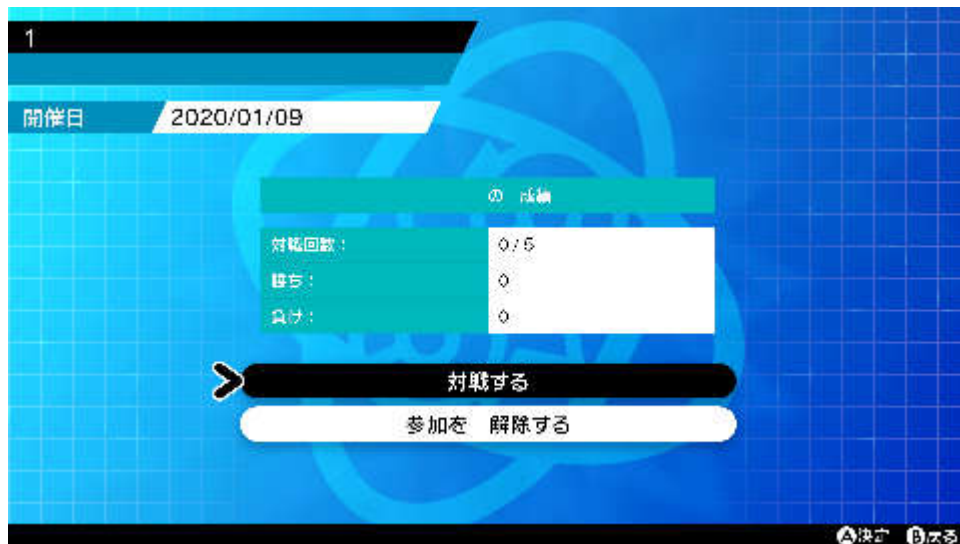 1
開催日 2020/01/09
の 成績
対戦回数： 0/5
勝ち： 0
負け： 0
対戦する
参加を 解除する
Ⓐ決定 Ⓑ戻る